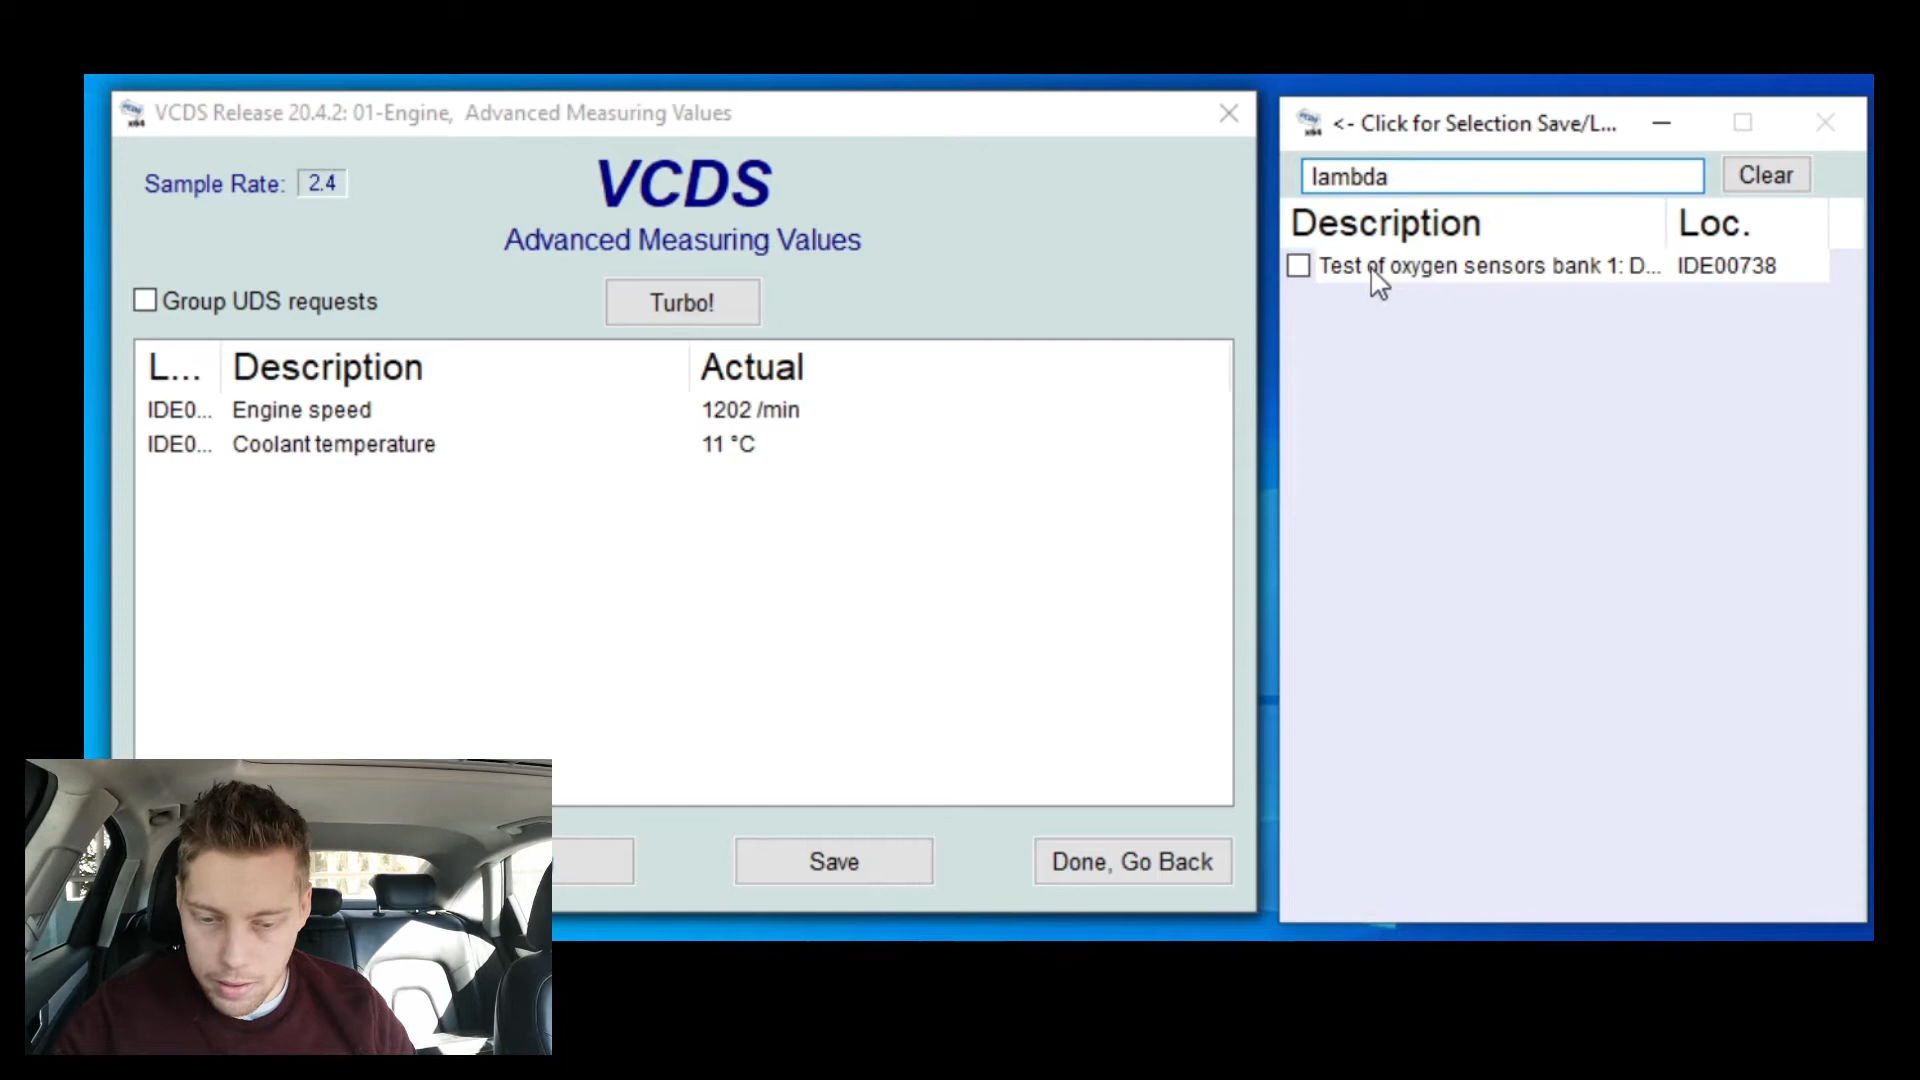 VCDS Release 20.4.2: 01-Engine, Advanced Measuring Values
Sample Rate: 2.4
VCDS
Advanced Measuring Values
Group UDS requests
Turbo!
L... Description Actual
IDE0... Engine speed 1202 /min
IDE0... Coolant temperature 11 °C
Save
Done, Go Back
<- Click for Selection Save/L...
lambda
Clear
Description Loc.
Test of oxygen sensors bank 1: D... IDE00738